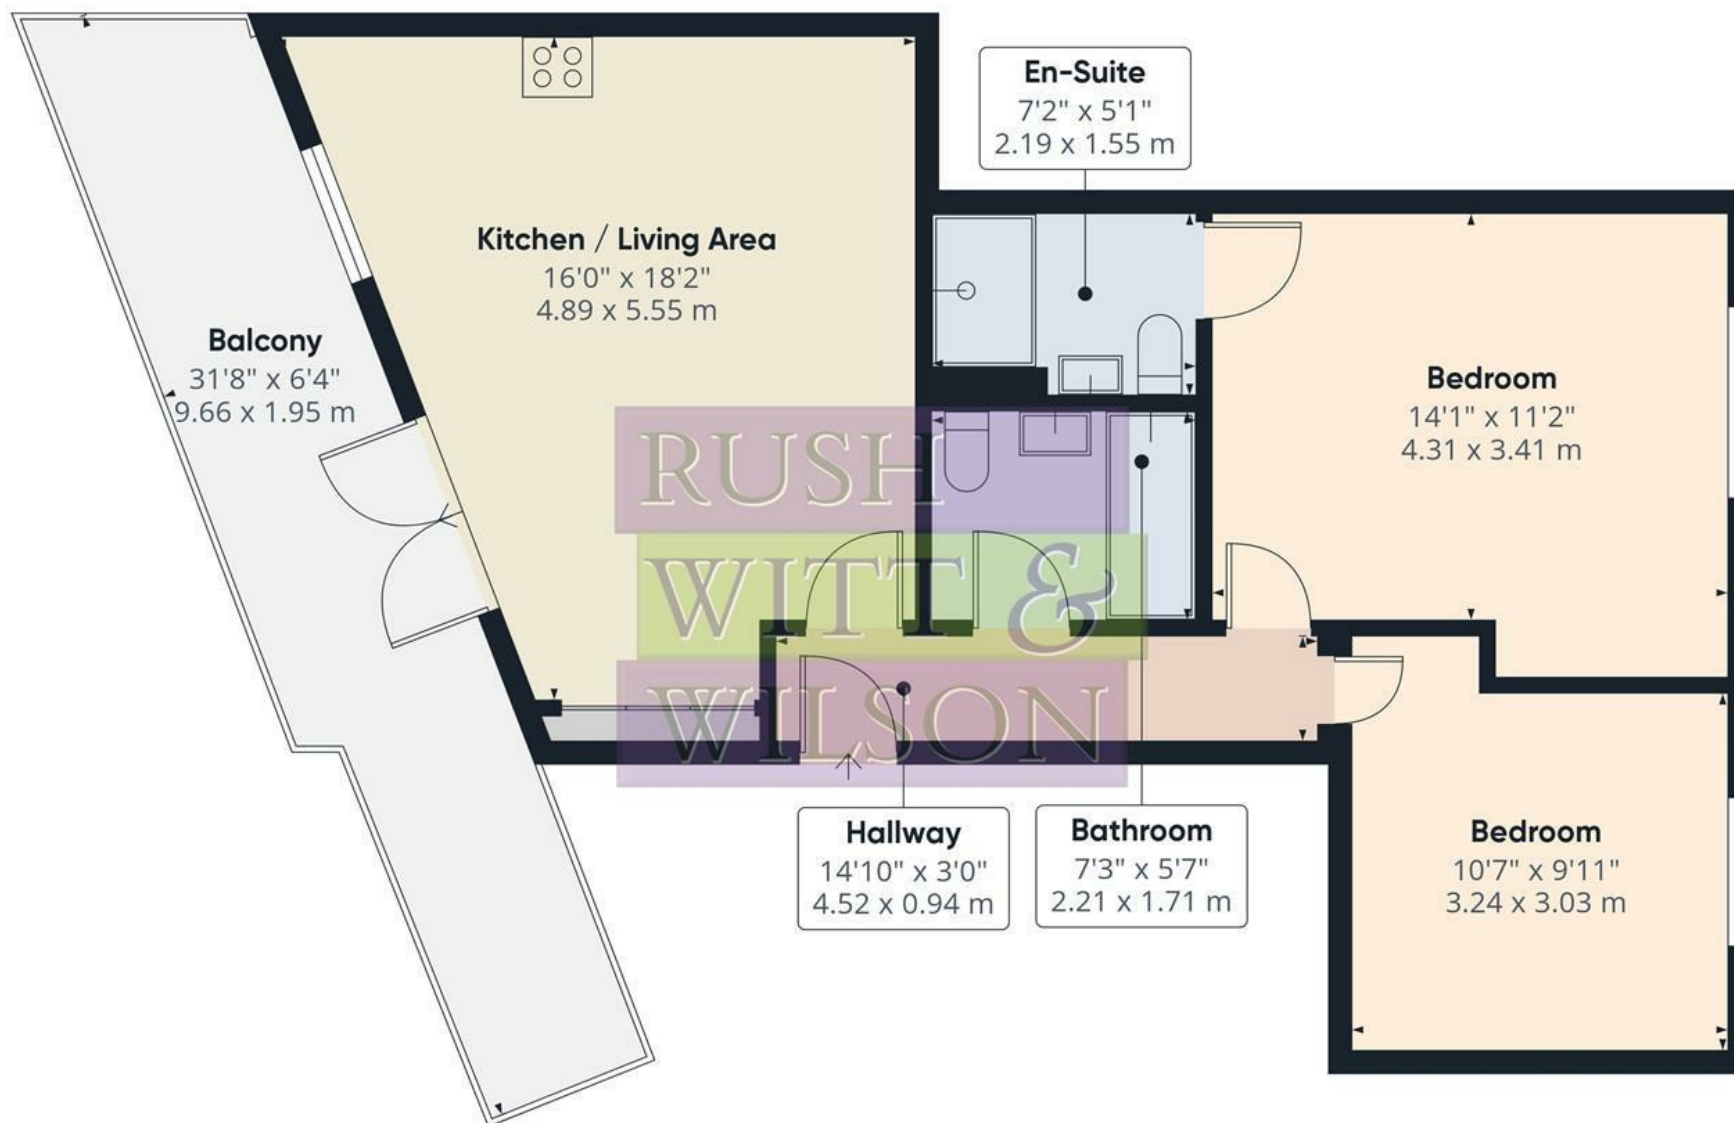 En-Suite
7'2" x 5'1"
2.19 x 1.55 m
Kitchen / Living Area
16'0" x 18'2"
4.89 x 5.55 m
Balcony
31'8" x 6'4"
9.66 x 1.95 m
Bedroom
14'1" x 11'2"
4.31 x 3.41 m
RUSH
WITT &
WILSON
Hallway
14'10" x 3'0"
4.52 x 0.94 m
Bathroom
7'3" x 5'7"
2.21 x 1.71 m
Bedroom
10'7" x 9'11"
3.24 x 3.03 m